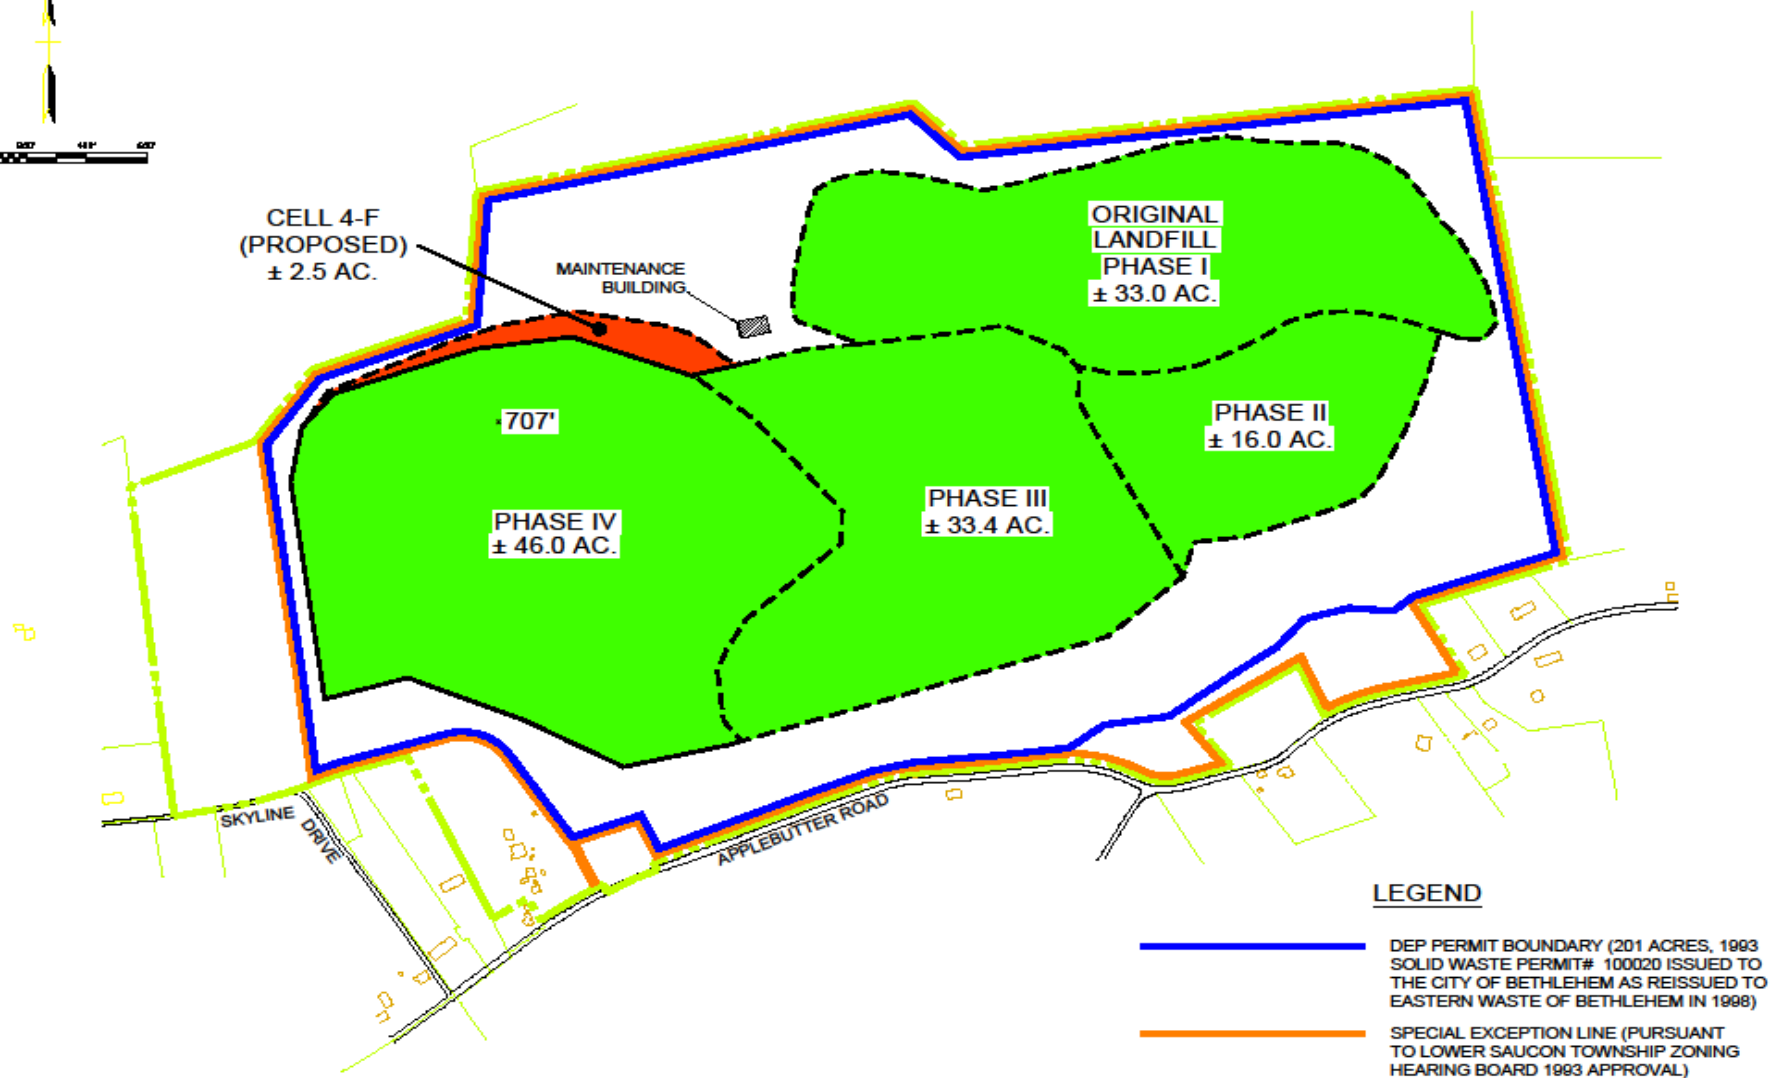 CELL 4-F
(PROPOSED)
± 2.5 AC.
MAINTENANCE
BUILDING
ORIGINAL
LANDFILL
PHASE I
± 33.0 AC.
707'
PHASE II
± 16.0 AC.
PHASE III
± 33.4 AC.
PHASE IV
± 46.0 AC.
SKYLINE
DRIVE
APPLEBUTTER ROAD
LEGEND
DEP PERMIT BOUNDARY (201 ACRES, 1993
SOLID WASTE PERMIT# 100020 ISSUED TO
THE CITY OF BETHLEHEM AS REISSUED TO
EASTERN WASTE OF BETHLEHEM IN 1998)
SPECIAL EXCEPTION LINE (PURSUANT
TO LOWER SAUCON TOWNSHIP ZONING
HEARING BOARD 1993 APPROVAL)